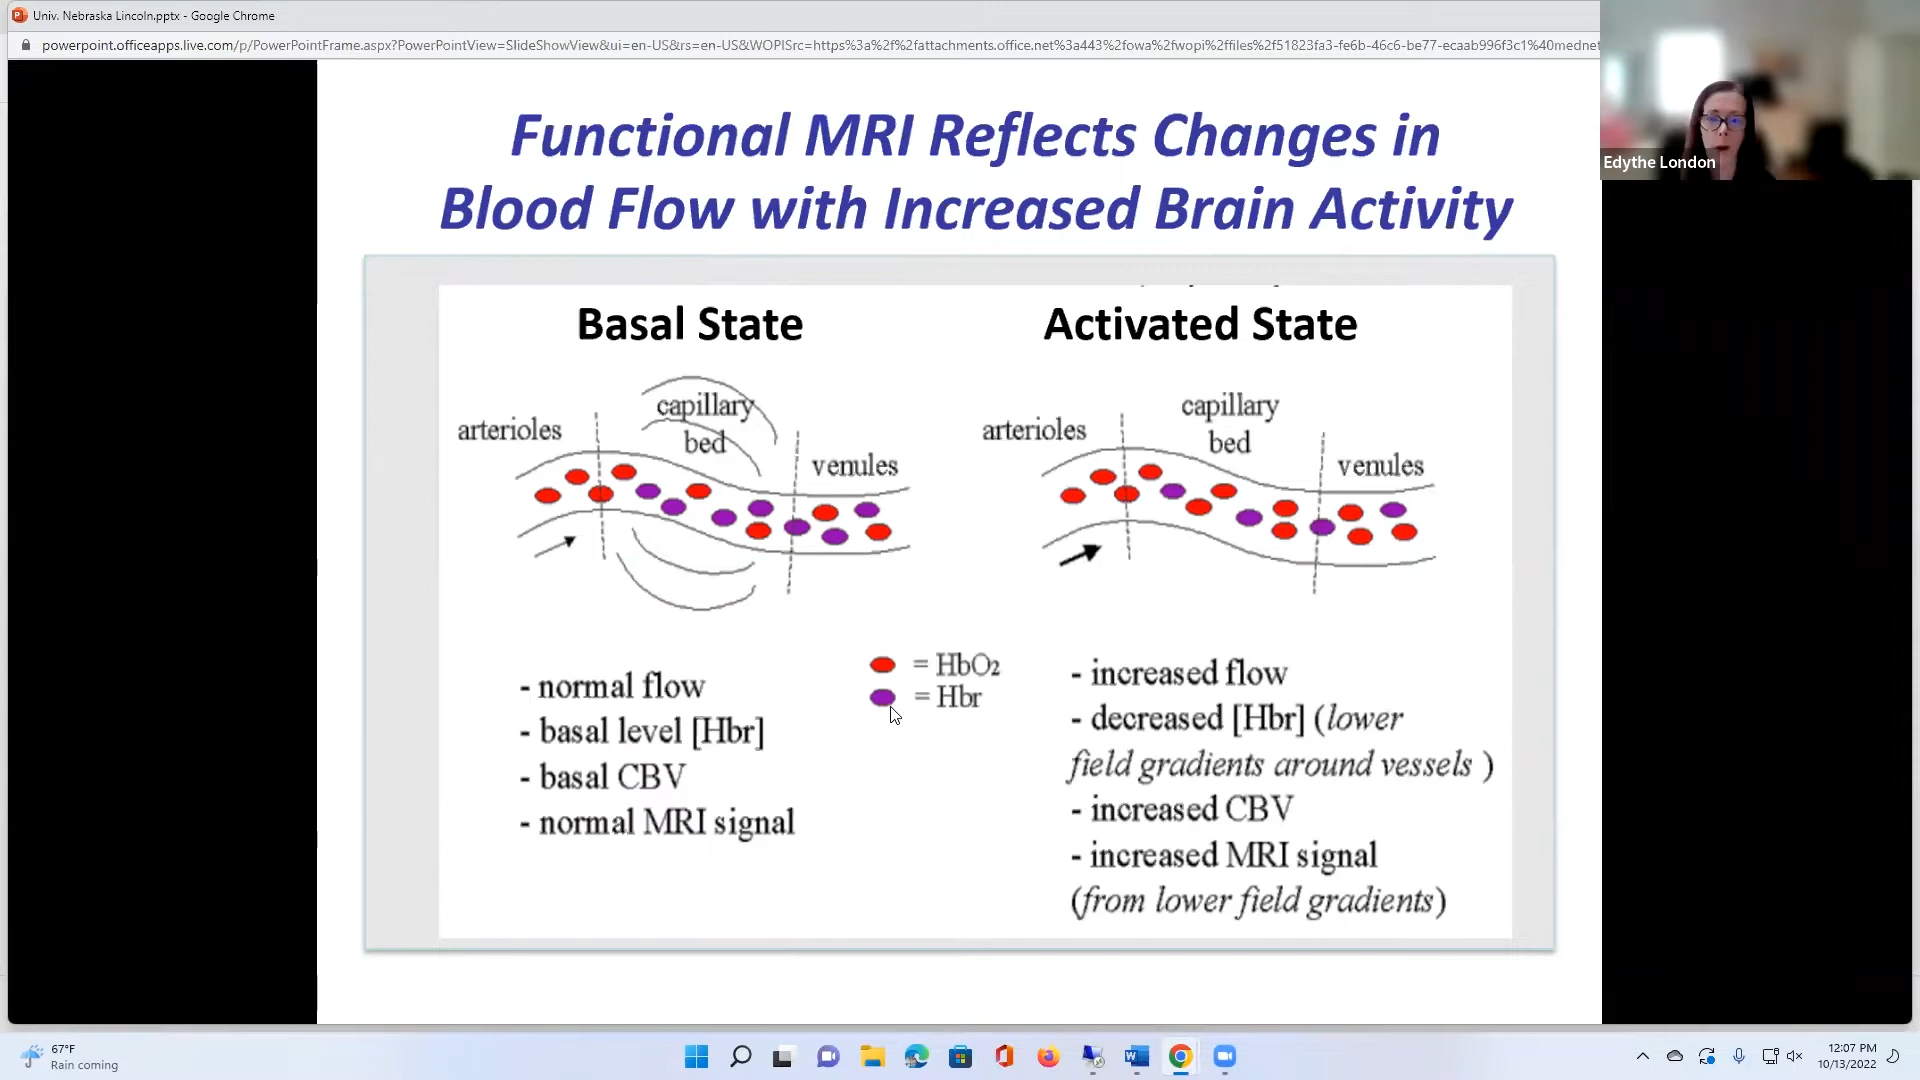 Univ. Nebraska Lincoln.pptx - Google Chrome
powerpoint.officeapps.live.com/p/PowerPointFrame.aspx?PowerPointView=SlideShowView&ui=en-US&rs=en-US&WOPISrc=https%3a%2f%2fattachments.office.net%3a443%2fowa%2fwopi%2ffiles%2f51823fa3-fe6b-46c6-be77-ecaab996f3c1%40mednet
Edythe London
Functional MRI Reflects Changes in
Blood Flow with Increased Brain Activity
Basal State
arterioles
capillary
bed
venules
- normal flow
- basal level [Hbr]
- basal CBV
- normal MRI signal
= HbO2
= Hbr
Activated State
arterioles
capillary
bed
venules
- increased flow
- decreased [Hbr] (lower
field gradients around vessels )
- increased CBV
- increased MRI signal
(from lower field gradients)
67°F
Rain coming
12:07 PM
10/13/2022